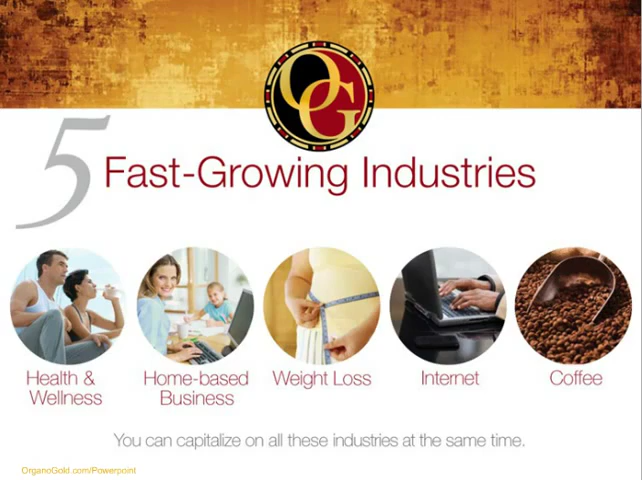 OG
5 Fast-Growing Industries
Health &
Wellness
Home-based
Business
Weight Loss
Internet
Coffee
You can capitalize on all these industries at the same time.
OrganoGold.com/Powerpoint